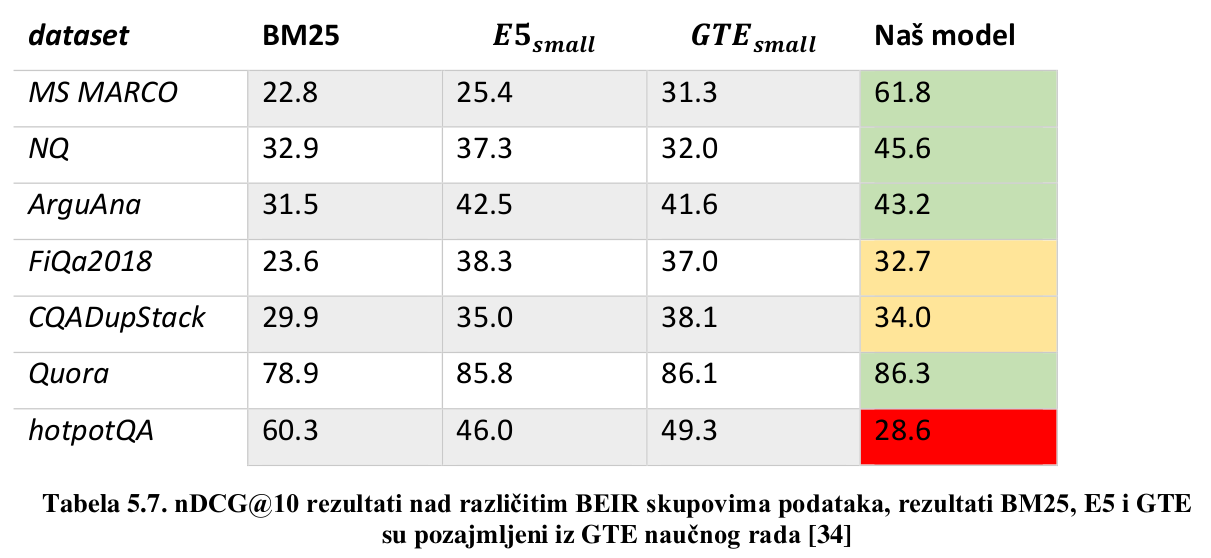 dataset BM25 E5small GTEsmall Naš model
MS MARCO 22.8 25.4 31.3 61.8
NQ 32.9 37.3 32.0 45.6
ArguAna 31.5 42.5 41.6 43.2
FiQa2018 23.6 38.3 37.0 32.7
CQADupStack 29.9 35.0 38.1 34.0
Quora 78.9 85.8 86.1 86.3
hotpotQA 60.3 46.0 49.3 28.6
Tabela 5.7. nDCG@10 rezultati nad različitim BEIR skupovima podataka, rezultati BM25, E5 i GTE
su pozajmljeni iz GTE naučnog rada [34]